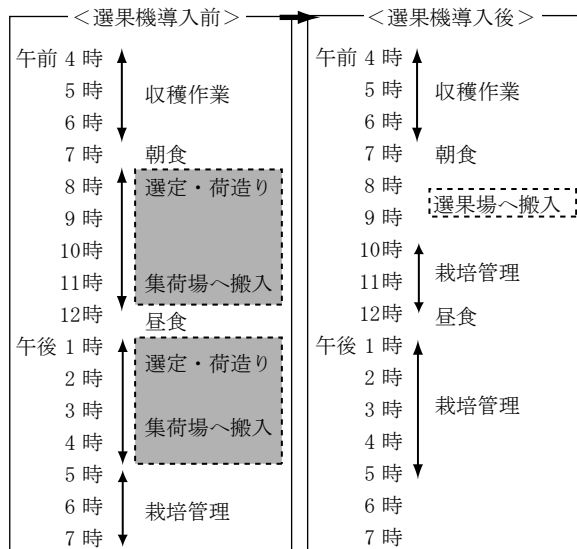 ＜選果機導入前＞
午前 4 時
5 時
収穫作業
6 時
7 時
朝食
8 時
選定・荷造り
9 時
10時
11時
集荷場へ搬入
12時
昼食
午後 1 時
選定・荷造り
2 時
3 時
集荷場へ搬入
4 時
5 時
6 時
栽培管理
7 時
＜選果機導入後＞
午前 4 時
5 時
収穫作業
6 時
7 時
朝食
8 時
選果場へ搬入
9 時
10時
11時
栽培管理
12時
昼食
午後 1 時
2 時
3 時
栽培管理
4 時
5 時
6 時
7 時